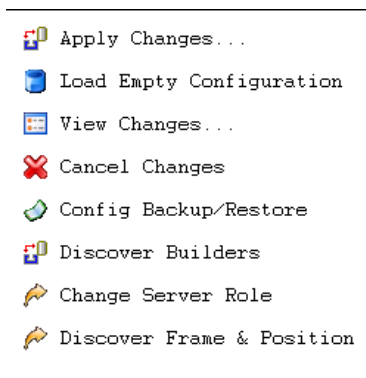 Apply Changes...
Load Empty Configuration
View Changes...
Cancel Changes
Config Backup/Restore
Discover Builders
Change Server Role
Discover Frame & Position